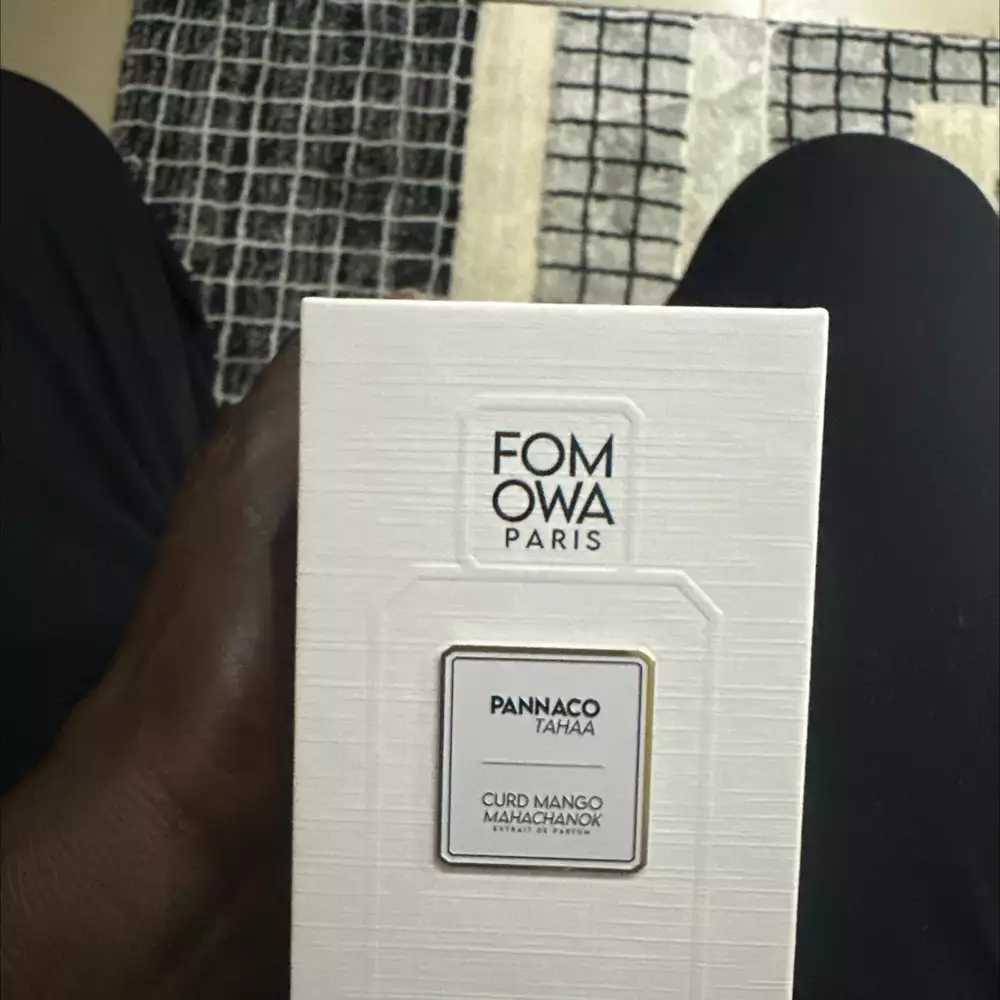 FOM
OWA
PARIS
PANNACO
TAHAA
CURD MANGO
MAHACHANOK
EXTRAIT DE PARFUM